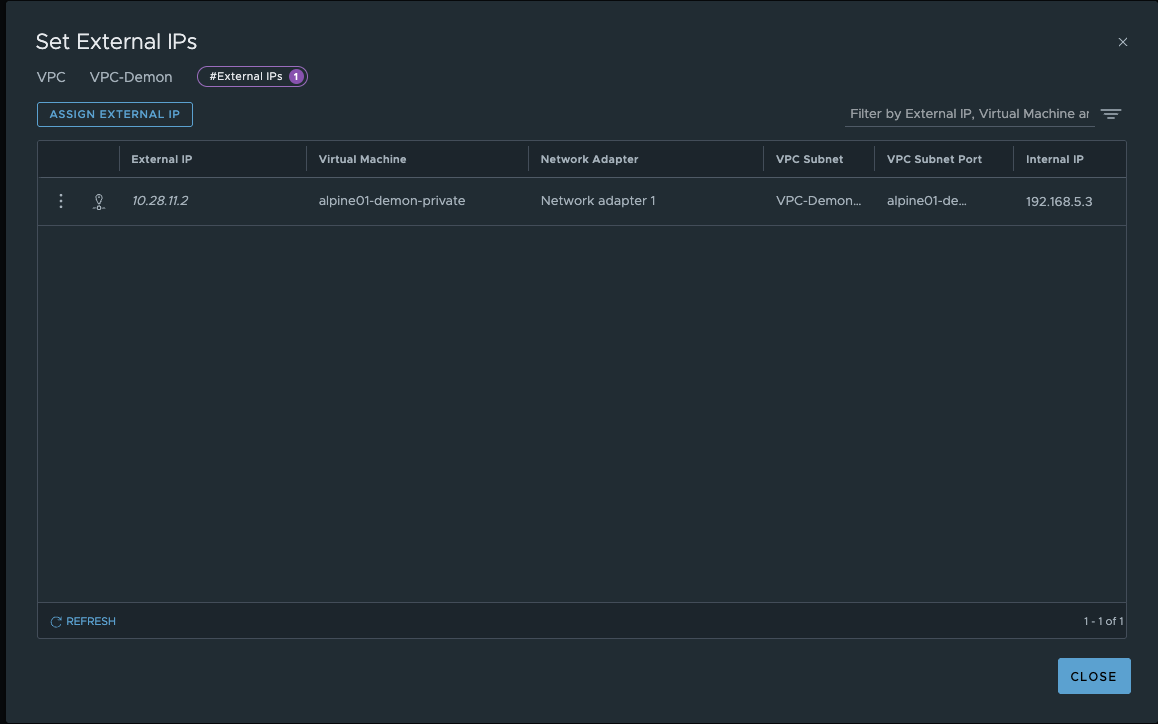 Set External IPs
VPC VPC-Demon #External IPs 1
ASSIGN EXTERNAL IP Filter by External IP, Virtual Machine ar
External IP Virtual Machine Network Adapter VPC Subnet VPC Subnet Port Internal IP
10.28.11.2 alpine01-demon-private Network adapter 1 VPC-Demon... alpine01-de... 192.168.5.3
REFRESH 1 - 1 of 1
CLOSE